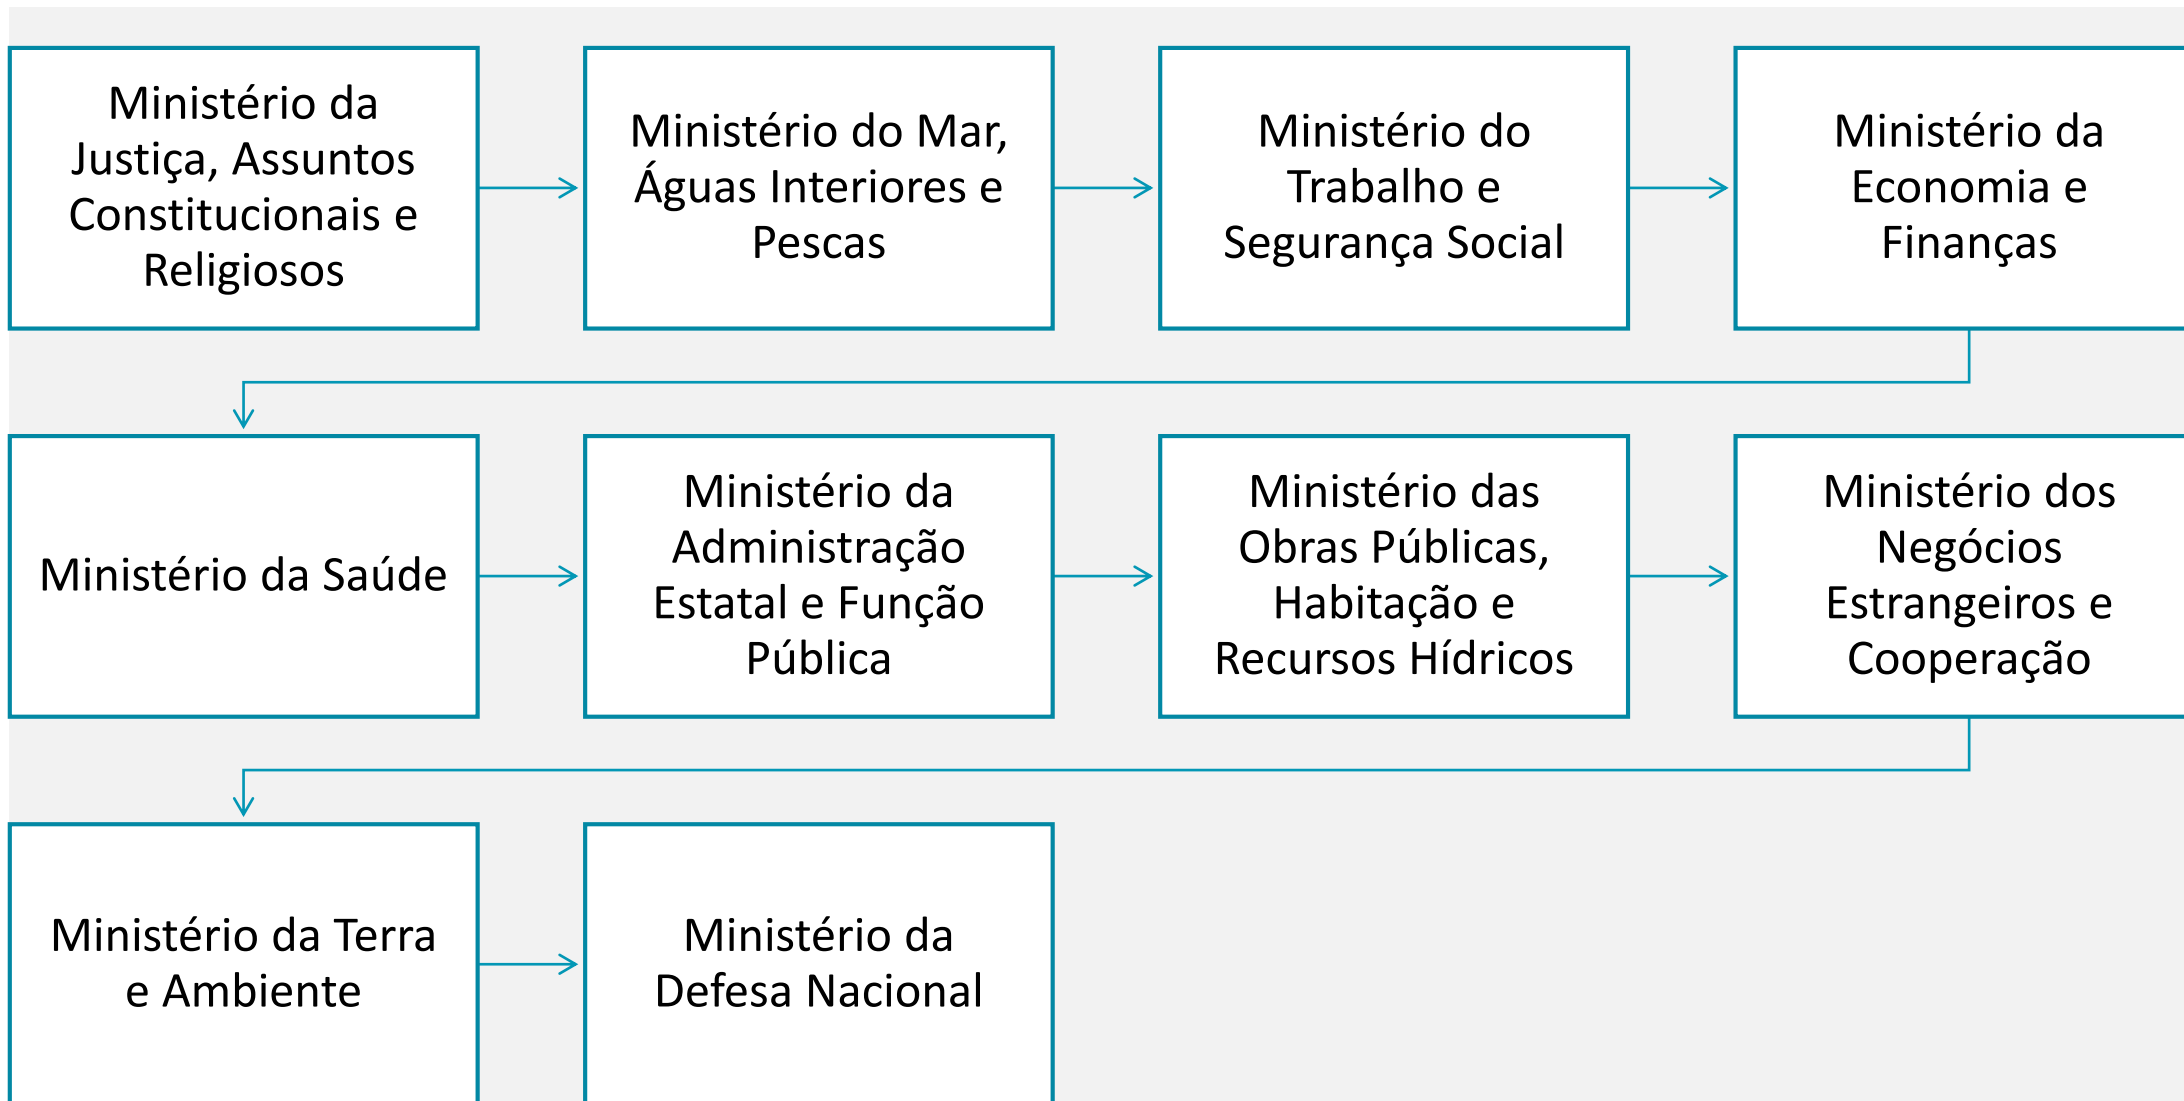 Ministério da
Justiça, Assuntos
Constitucionais e
Religiosos
Ministério do Mar,
Águas Interiores e
Pescas
Ministério do
Trabalho e
Segurança Social
Ministério da
Economia e
Finanças
Ministério da Saúde
Ministério da
Administração
Estatal e Função
Pública
Ministério das
Obras Públicas,
Habitação e
Recursos Hídricos
Ministério dos
Negócios
Estrangeiros e
Cooperação
Ministério da Terra
e Ambiente
Ministério da
Defesa Nacional